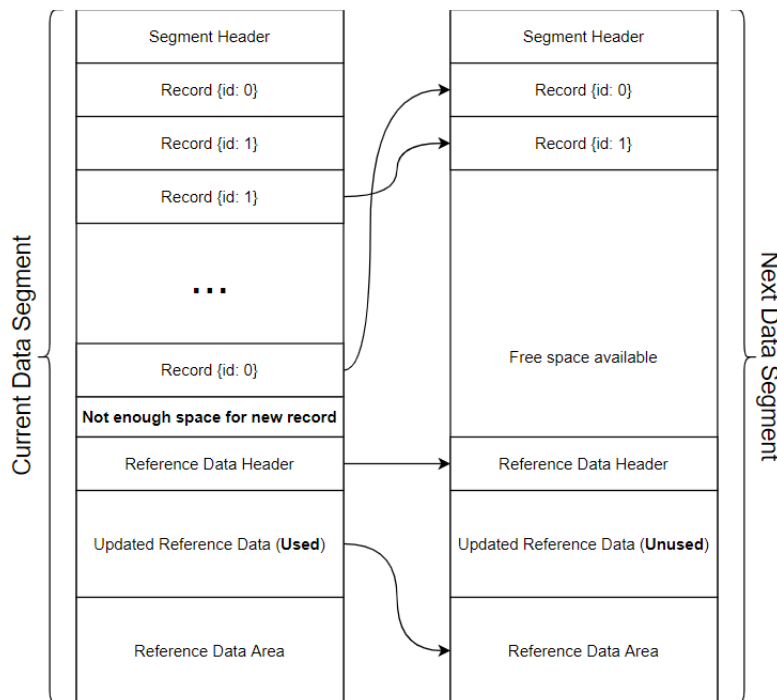 Current Data Segment
Segment Header
Record {id: 0}
Record {id: 1}
Record {id: 1}
...
Record {id: 0}
Not enough space for new record
Reference Data Header
Updated Reference Data (Used)
Reference Data Area
Segment Header
Record {id: 0}
Record {id: 1}
Free space available
Reference Data Header
Updated Reference Data (Unused)
Reference Data Area
Next Data Segment